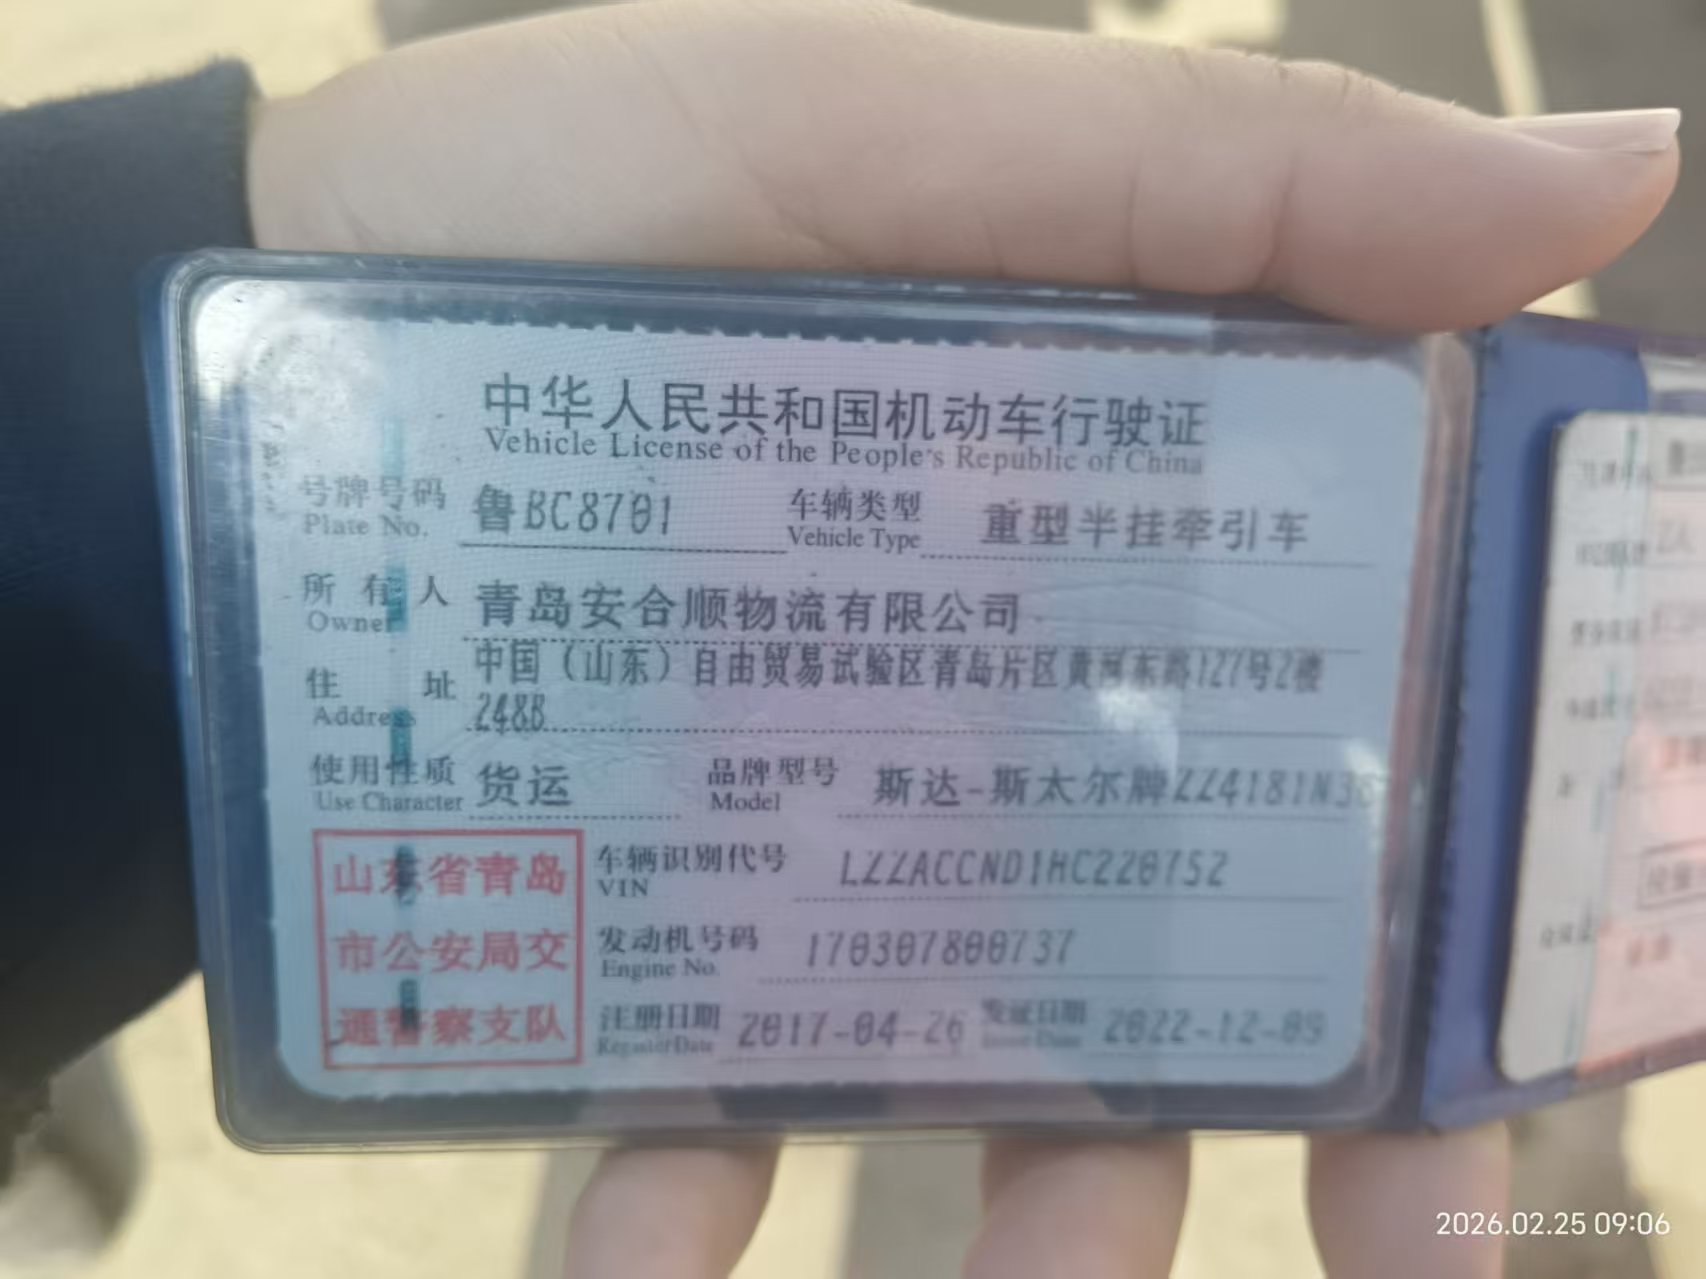 中华人民共和国机动车行驶证
Vehicle License of the People's Republic of China
号牌号码 鲁BC8701 车辆类型 重型半挂牵引车
Plate No. Vehicle Type
所有人 青岛安合顺物流有限公司
Owner
中国（山东）自由贸易试验区青岛片区黄河东路127号2楼
住址 248B
Address
使用性质 货运 品牌型号 斯达-斯太尔牌ZZ4181N36
Use Character Model
山东省青岛
市公安局交
通警察支队
车辆识别代号 LZZACCND1HC220752
VIN
发动机号码 170307800737
Engine No.
注册日期 2017-04-26 发证日期 2022-12-09
Register Date Issue Date
2026.02.25 09:06